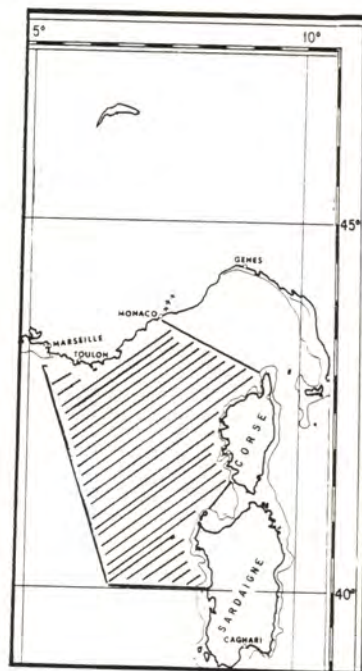 5° 10°
45°
GENES
MONACO
MARSEILLE
TOULON
CORSE
40°
SARDAIGNE
CAGHARI